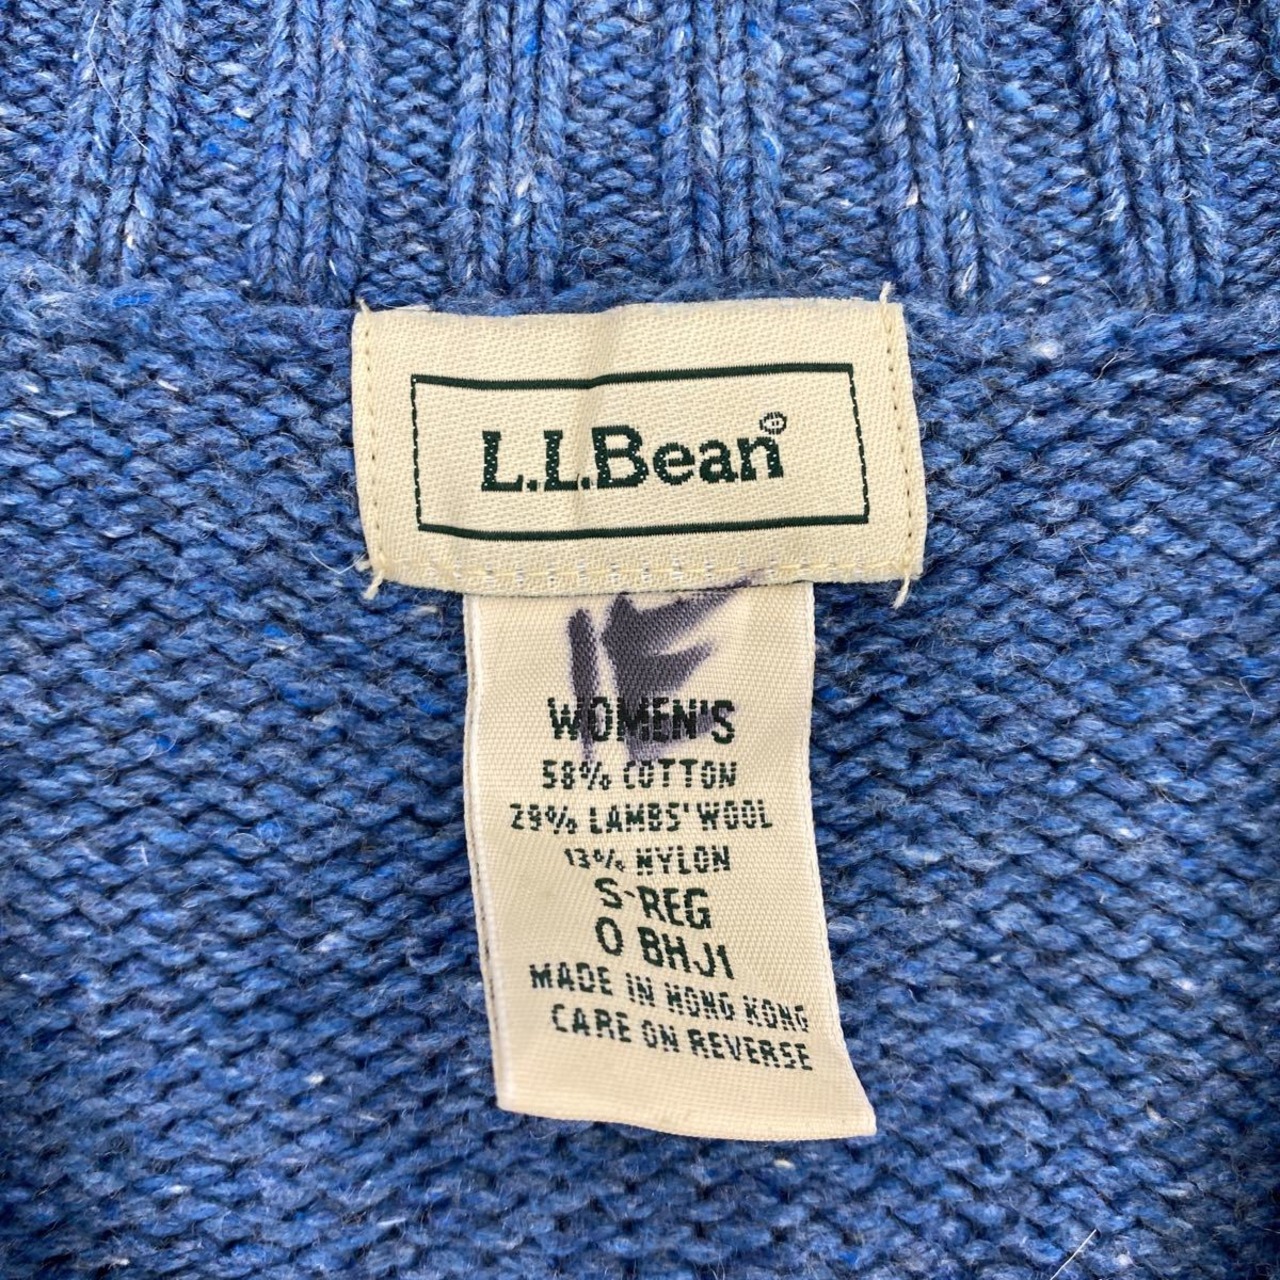 L.L.Bean®
WOMEN'S
58% COTTON
29% LAMBS' WOOL
13% NYLON
S-REG
0 BHJ1
MADE IN HONG KONG
CARE ON REVERSE